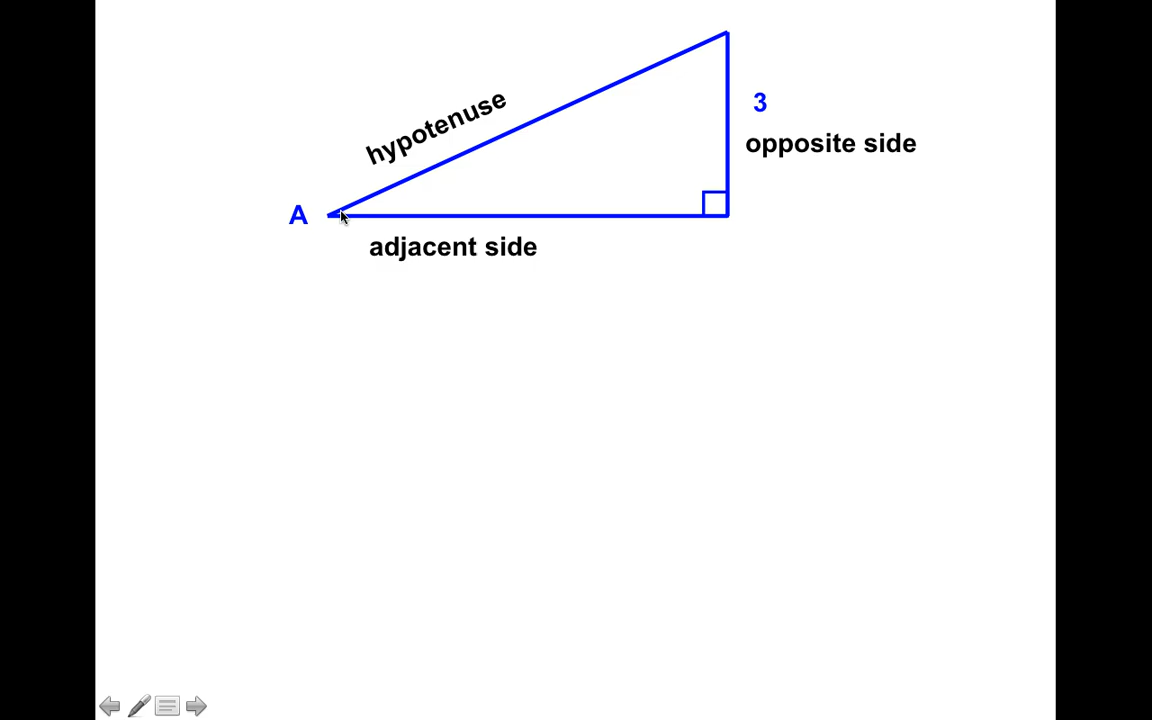 hypotenuse
3
opposite side
A
adjacent side